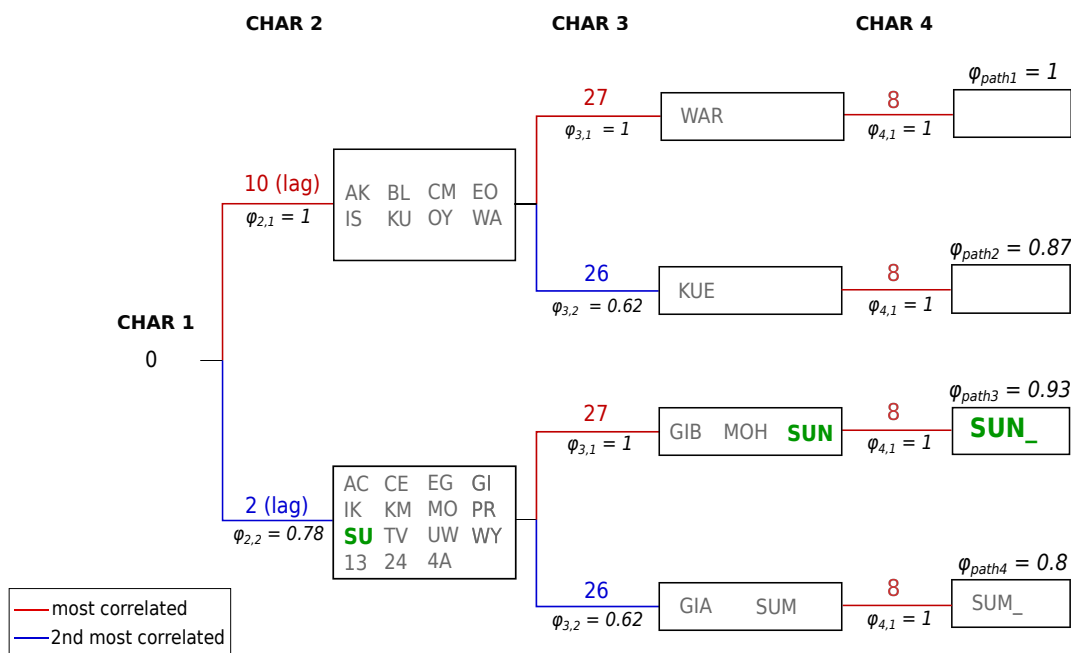 CHAR 2 CHAR 3 CHAR 4
φpath1 = 1
27 8
WAR
φ3,1 = 1 φ4,1 = 1
10 (lag)
φ2,1 = 1
AK BL CM EO
IS KU OY WA
φpath2 = 0.87
26 8
KUE
φ3,2 = 0.62 φ4,1 = 1
CHAR 1
0
φpath3 = 0.93
27 8
GIB MOH SUN
SUN_
φ3,1 = 1 φ4,1 = 1
2 (lag)
φ2,2 = 0.78
AC CE EG GI
IK KM MO PR
SU TV UW WY
13 24 4A
φpath4 = 0.8
26 8
GIA SUM
SUM_
φ3,2 = 0.62 φ4,1 = 1
most correlated
2nd most correlated